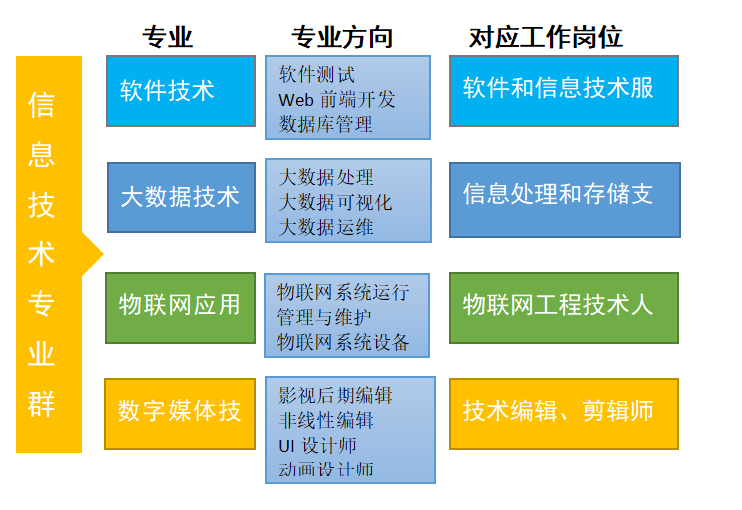 专业
专业方向
对应工作岗位
信息技术专业群
软件技术
软件测试
Web 前端开发
数据库管理
软件和信息技术服
大数据技术
大数据处理
大数据可视化
大数据运维
信息处理和存储支
物联网应用
物联网系统运行
管理与维护
物联网系统设备
物联网工程技术人
数字媒体技
影视后期编辑
非线性编辑
UI 设计师
动画设计师
技术编辑、剪辑师